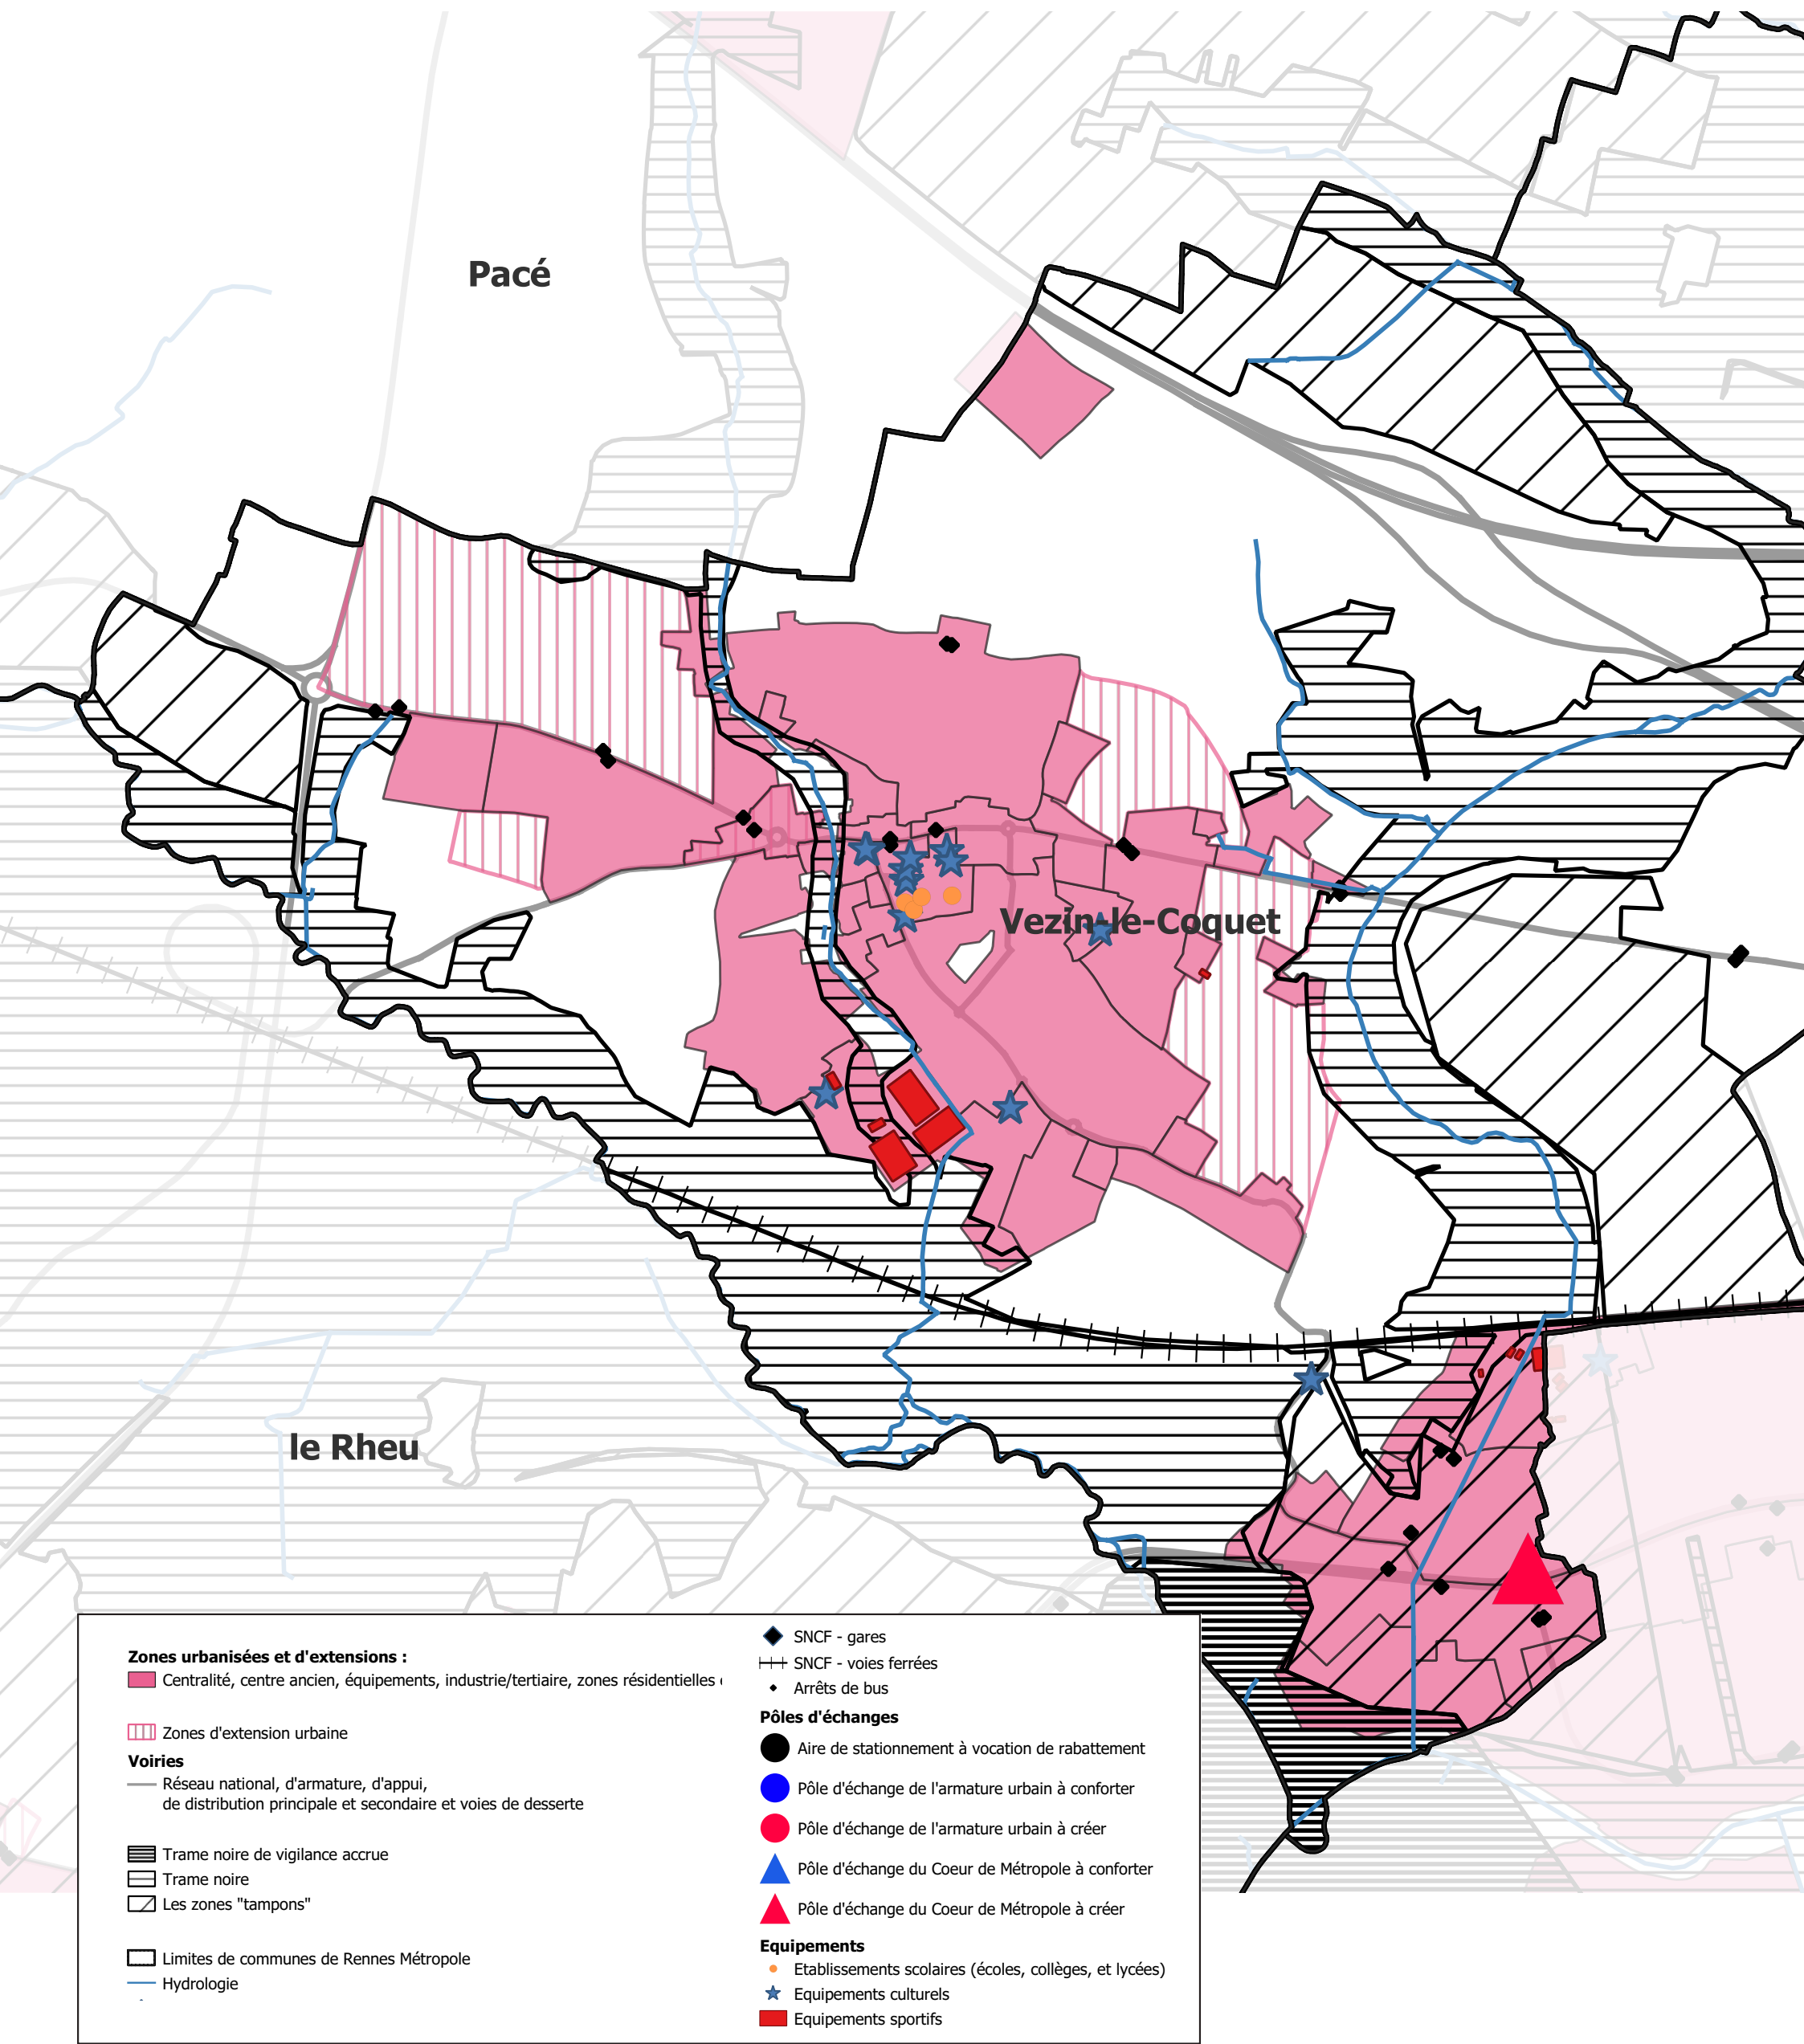 Pacé
Vezin-le-Coquet
le Rheu
Zones urbanisées et d'extensions :
Centralité, centre ancien, équipements, industrie/tertiaire, zones résidentielles
Zones d'extension urbaine
Voiries
Réseau national, d'armature, d'appui,
de distribution principale et secondaire et voies de desserte
Trame noire de vigilance accrue
Trame noire
Les zones "tampons"
Limites de communes de Rennes Métropole
Hydrologie
SNCF - gares
SNCF - voies ferrées
Arrêts de bus
Pôles d'échanges
Aire de stationnement à vocation de rabattement
Pôle d'échange de l'armature urbain à conforter
Pôle d'échange de l'armature urbain à créer
Pôle d'échange du Coeur de Métropole à conforter
Pôle d'échange du Coeur de Métropole à créer
Equipements
Etablissements scolaires (écoles, collèges, et lycées)
Equipements culturels
Equipements sportifs